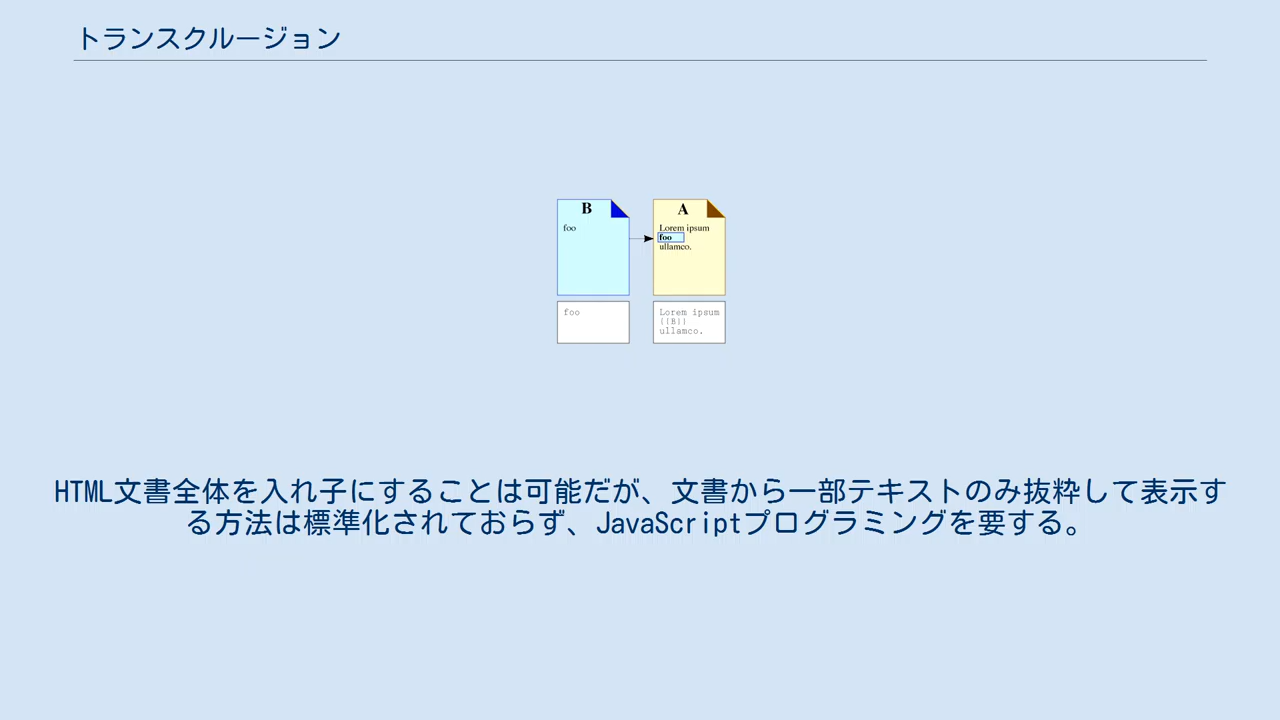 トランスクルージョン
B
foo
A
Lorem ipsum
foo
ullamco.
foo
Lorem ipsum
{{B}}
ullamco.
HTML文書全体を入れ子にすることは可能だが、文書から一部テキストのみ抜粋して表示す
る方法は標準化されておらず、JavaScriptプログラミングを要する。